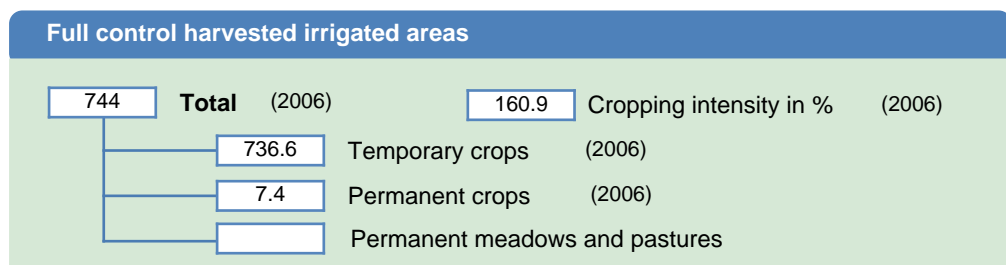 Full control harvested irrigated areas
744 Total (2006) 160.9 Cropping intensity in % (2006)
736.6 Temporary crops (2006)
7.4 Permanent crops (2006)
Permanent meadows and pastures